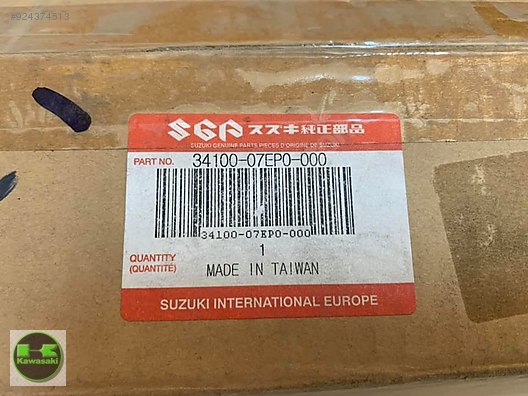 #924374513
SGP スズキ純正部品
SUZUKI GENUINE PARTS PIECES D'ORIGINE DE SUZUKI
PART NO. 34100-07EP0-000
34100-07EP0-000
QUANTITY 1
(QUANTITÉ) MADE IN TAIWAN
SUZUKI INTERNATIONAL EUROPE
Kawasaki